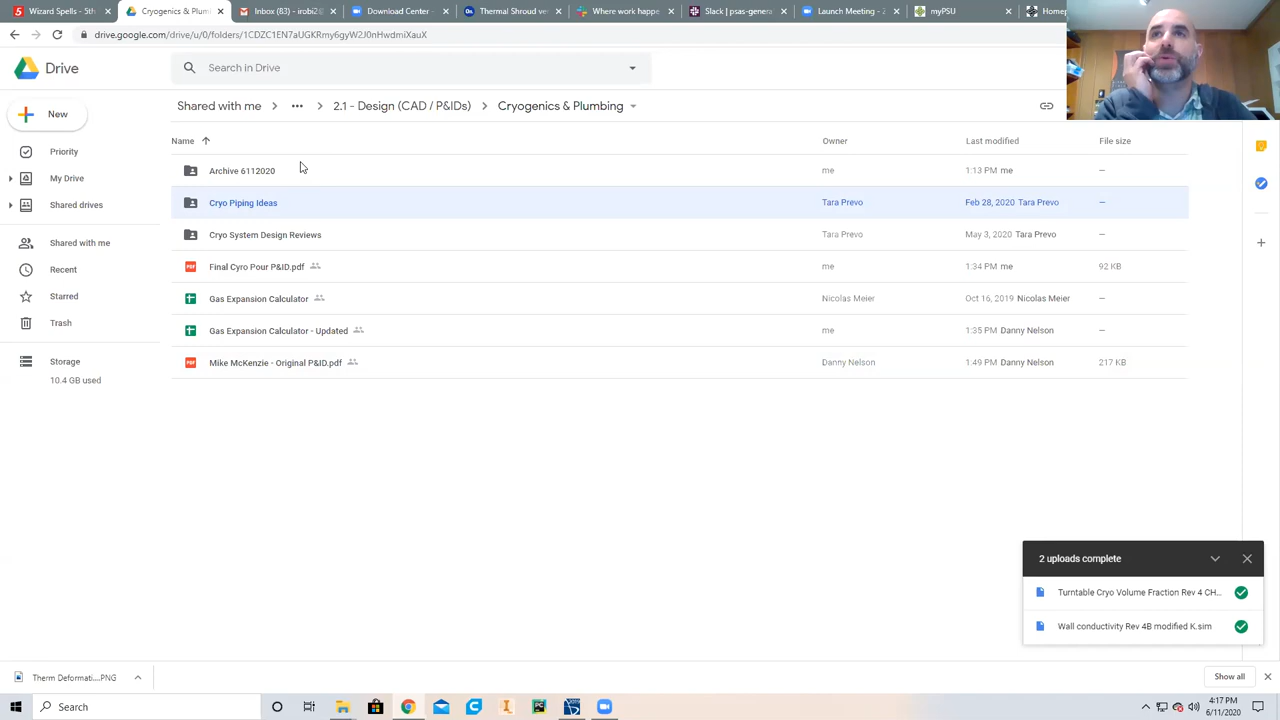 Wizard Spells - 5t
Cryogenics & Plumb
Inbox (83) - irobi2
Download Center -
Thermal Shroud ver
Where work happe
Slack | psas-genera
Launch Meeting - Z
myPSU
Home
drive.google.com/drive/u/0/folders/1CDZC1EN7aUGKRmy6gyW2J0nHwdmiXauX
Drive
Search in Drive
New
Shared with me > ••• > 2.1 - Design (CAD / P&IDs) > Cryogenics & Plumbing
Name Owner Last modified File size
Priority
My Drive
Shared drives
Shared with me
Recent
Starred
Trash
Storage
10.4 GB used
Archive 6112020 me 1:13 PM me –
Cryo Piping Ideas Tara Prevo Feb 28, 2020 Tara Prevo –
Cryo System Design Reviews Tara Prevo May 3, 2020 Tara Prevo –
Final Cyro Pour P&ID.pdf me 1:34 PM me 92 KB
Gas Expansion Calculator Nicolas Meier Oct 16, 2019 Nicolas Meier –
Gas Expansion Calculator - Updated me 1:35 PM Danny Nelson –
Mike McKenzie - Original P&ID.pdf Danny Nelson 1:49 PM Danny Nelson 217 KB
2 uploads complete
Turntable Cryo Volume Fraction Rev 4 CH...
Wall conductivity Rev 4B modified K.sim
Therm Deformati....PNG
Show all
Search
4:17 PM
6/11/2020